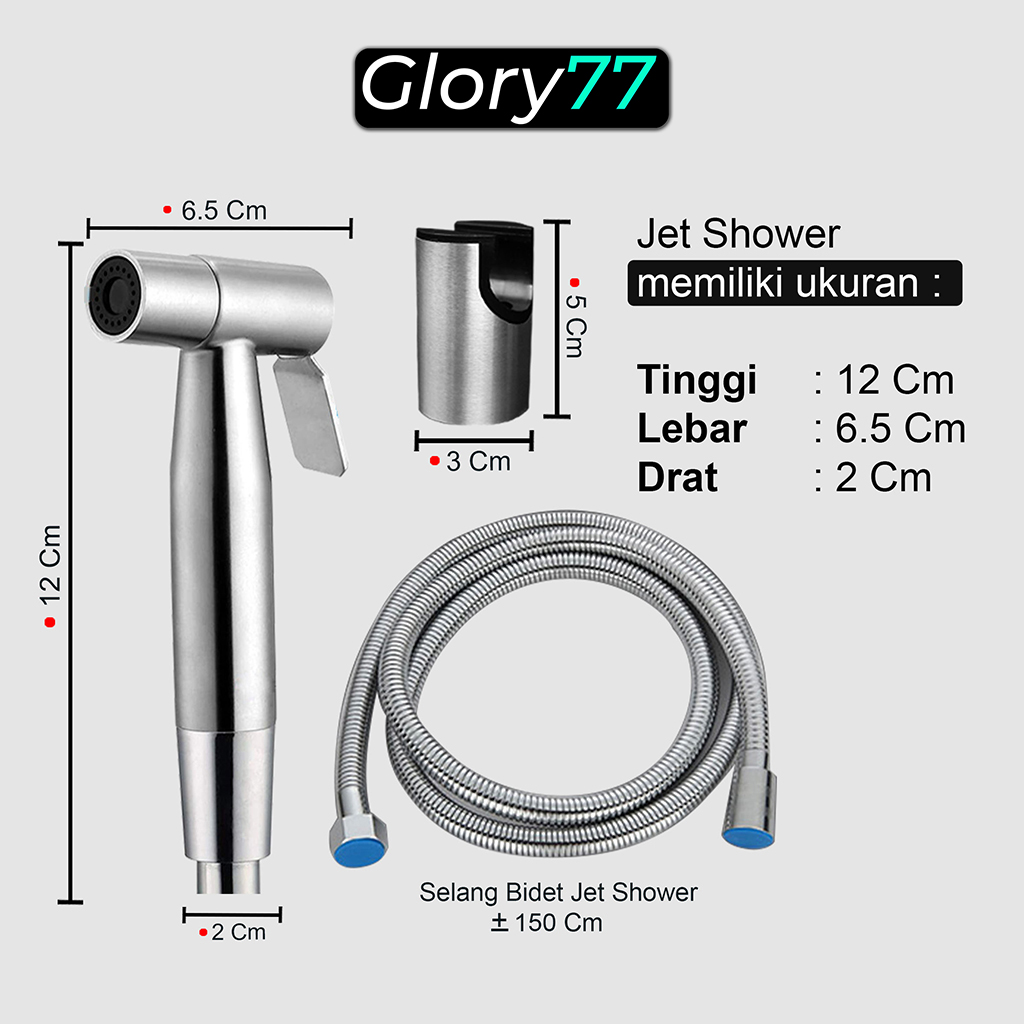 Glory77
6.5 Cm
Jet Shower
memiliki ukuran :
5 Cm
Tinggi : 12 Cm
Lebar : 6.5 Cm
Drat : 2 Cm
3 Cm
12 Cm
Selang Bidet Jet Shower
± 150 Cm
2 Cm